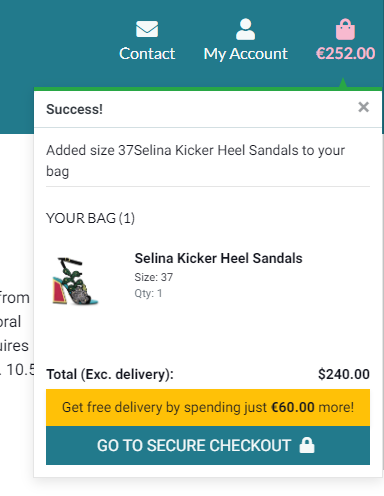 Contact
My Account
€252.00
Success!
×
Added size 37Selina Kicker Heel Sandals to your
bag
YOUR BAG (1)
Selina Kicker Heel Sandals
Size: 37
Qty: 1
from
oral
uires
. 10.5
Total (Exc. delivery): $240.00
Get free delivery by spending just €60.00 more!
GO TO SECURE CHECKOUT